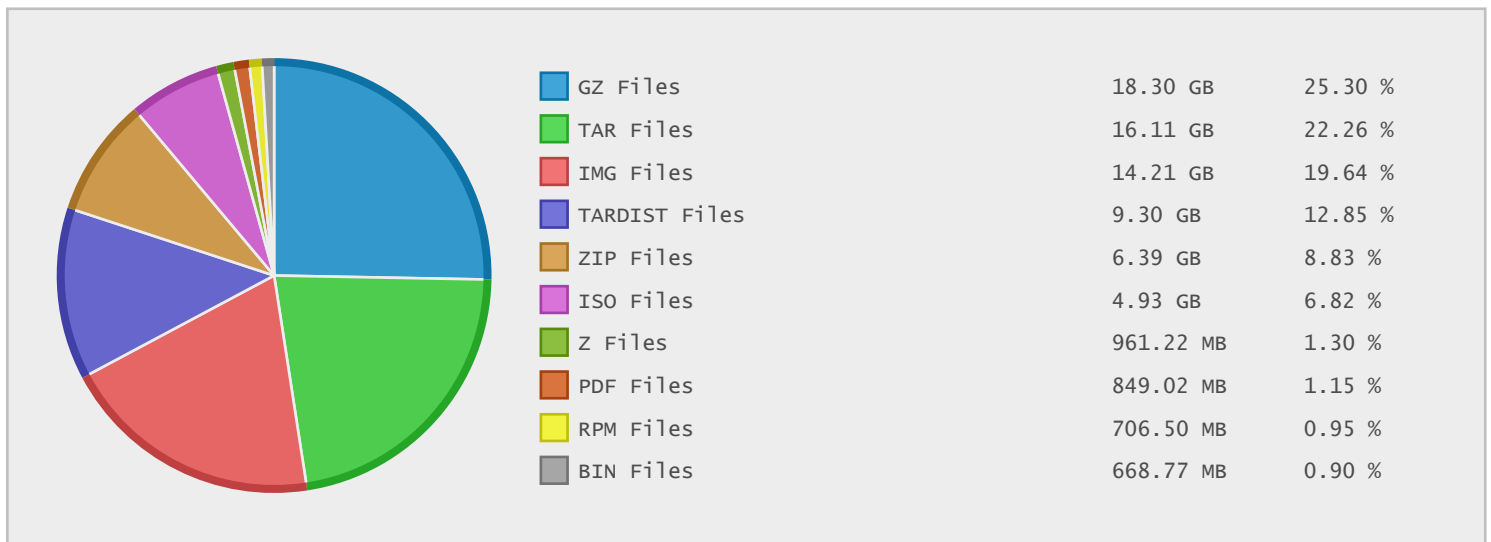 GZ Files 18.30 GB 25.30 %
TAR Files 16.11 GB 22.26 %
IMG Files 14.21 GB 19.64 %
TARDIST Files 9.30 GB 12.85 %
ZIP Files 6.39 GB 8.83 %
ISO Files 4.93 GB 6.82 %
Z Files 961.22 MB 1.30 %
PDF Files 849.02 MB 1.15 %
RPM Files 706.50 MB 0.95 %
BIN Files 668.77 MB 0.90 %